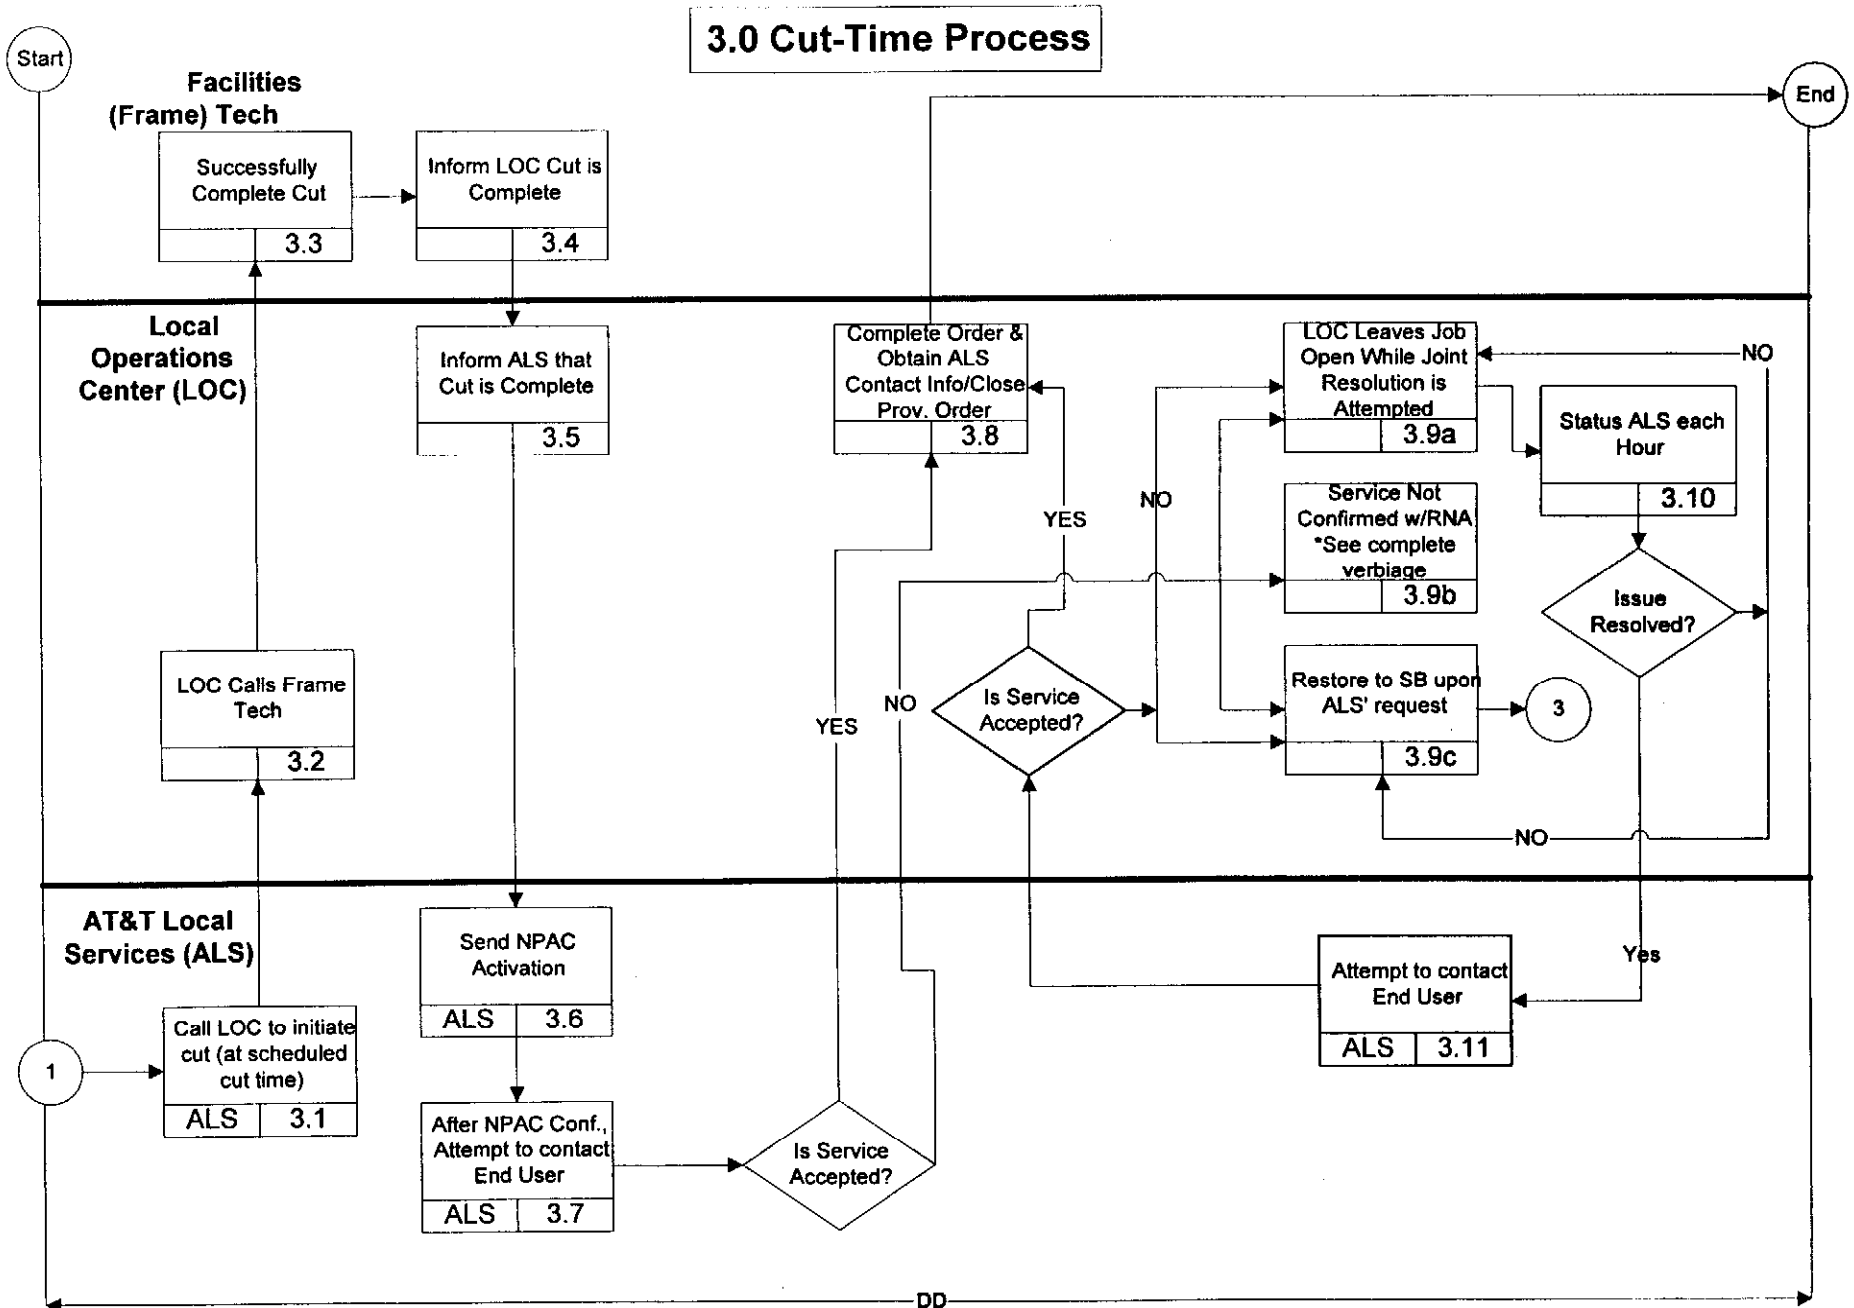 3.0 Cut-Time Process
Start
End
Facilities
(Frame) Tech
Successfully
Complete Cut
3.3
Inform LOC Cut is
Complete
3.4
Local
Operations
Center (LOC)
Inform ALS that
Cut is Complete
3.5
Complete Order &
Obtain ALS
Contact Info/Close
Prov. Order
3.8
LOC Leaves Job
Open While Joint
Resolution is
Attempted
3.9a
NO
Status ALS each
Hour
3.10
Service Not
Confirmed w/RNA
*See complete
verbiage
3.9b
NO
YES
Issue
Resolved?
LOC Calls Frame
Tech
3.2
YES
NO
Is Service
Accepted?
Restore to SB upon
ALS' request
3.9c
3
NO
AT&T Local
Services (ALS)
Send NPAC
Activation
ALS 3.6
Attempt to contact
End User
ALS 3.11
Yes
1
Call LOC to initiate
cut (at scheduled
cut time)
ALS 3.1
After NPAC Conf.,
Attempt to contact
End User
ALS 3.7
Is Service
Accepted?
DD